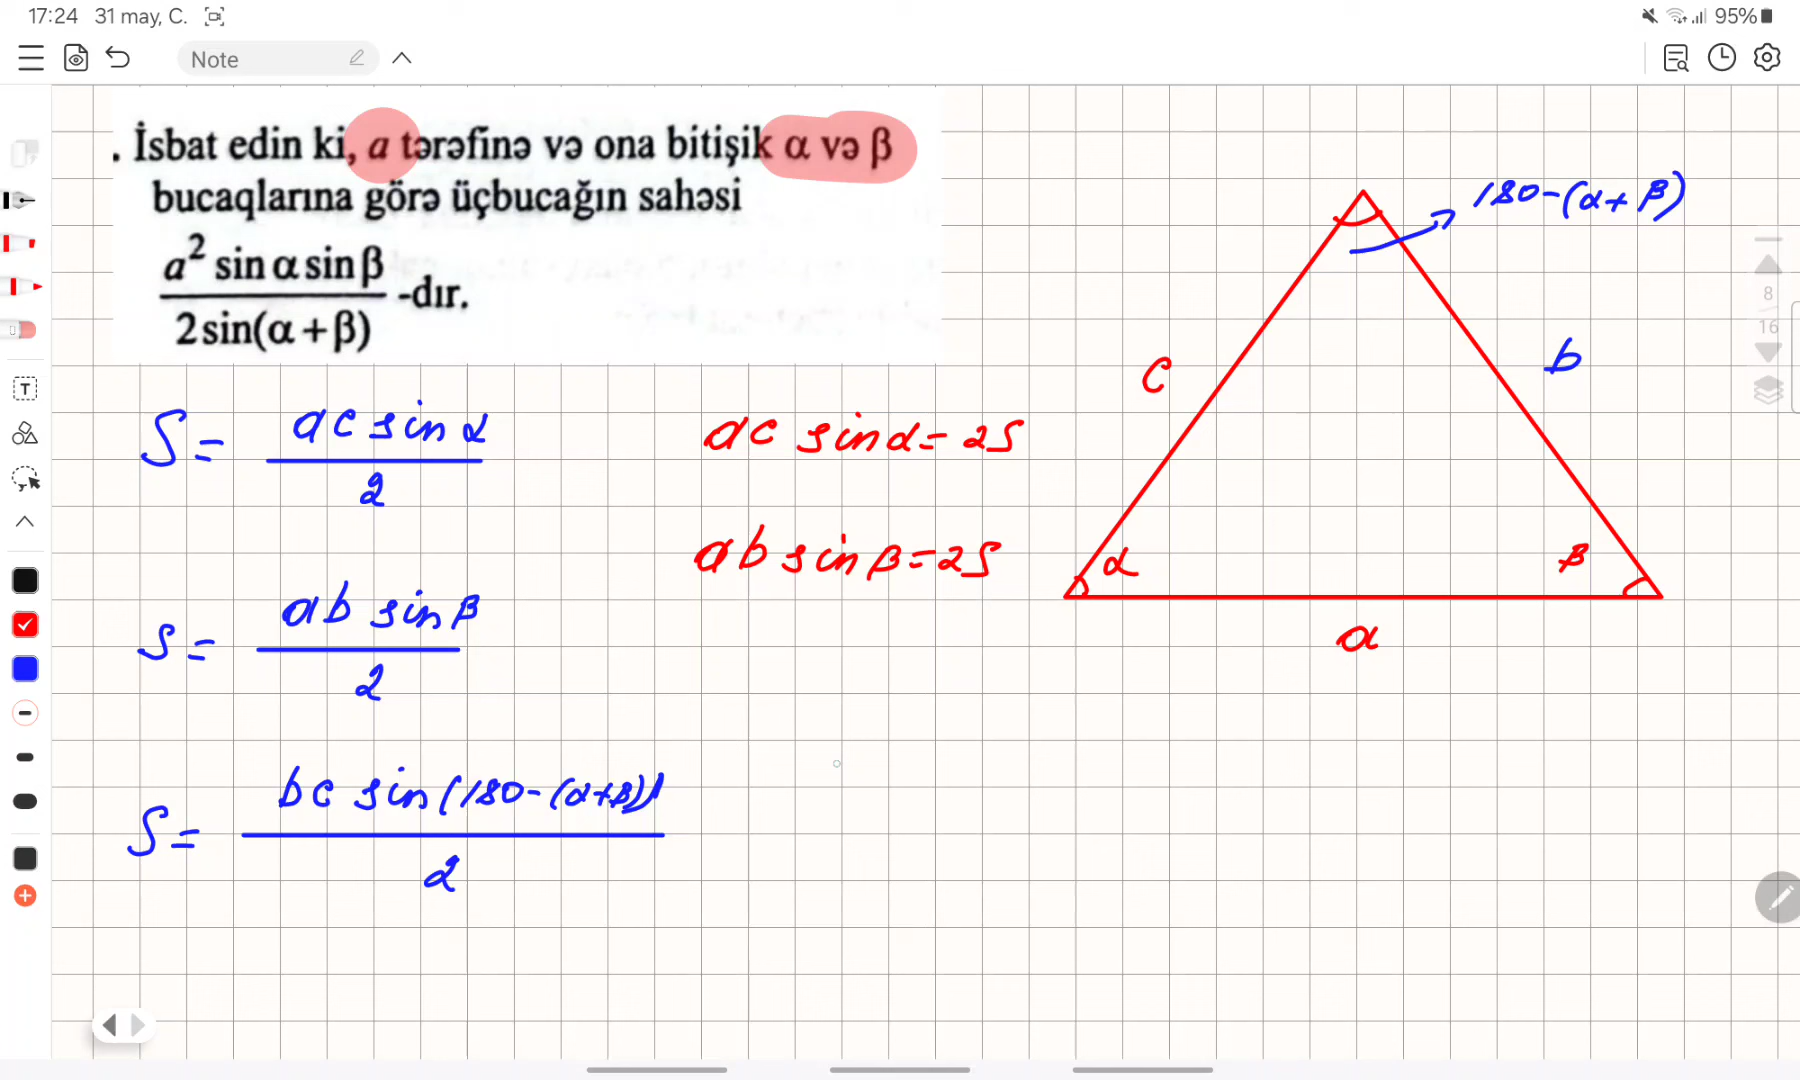 17:24 31 may, C. 95%
Note
. İsbat edin ki, a tərəfinə və ona bitişik α və β
bucaqlarına görə üçbucağın sahəsi
a² sin α sin β
2 sin(α + β)
-dır.
180-(α+β)
8
16
c
b
S = ac sin α / 2
ac sin α = 2S
ab sin β = 2S
α
β
a
S = ab sin β / 2
S = bc sin(180-(α+β)) / 2
T